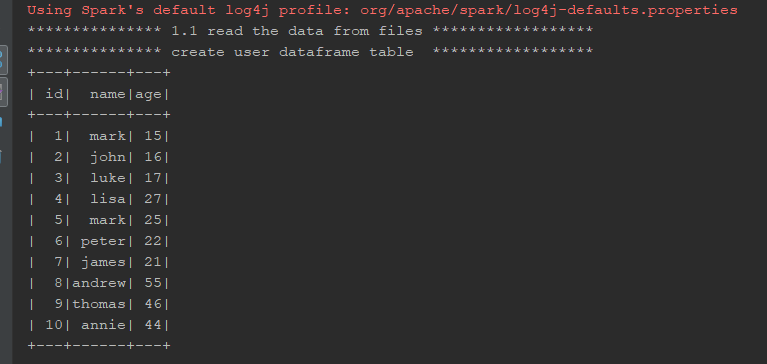 Using Spark's default log4j profile: org/apache/spark/log4j-defaults.properties
*************** 1.1 read the data from files ******************
*************** create user dataframe table  ******************
+---+------+---+
| id|  name|age|
+---+------+---+
|  1|  mark| 15|
|  2|  john| 16|
|  3|  luke| 17|
|  4|  lisa| 27|
|  5|  mark| 25|
|  6| peter| 22|
|  7| james| 21|
|  8|andrew| 55|
|  9|thomas| 46|
| 10| annie| 44|
+---+------+---+